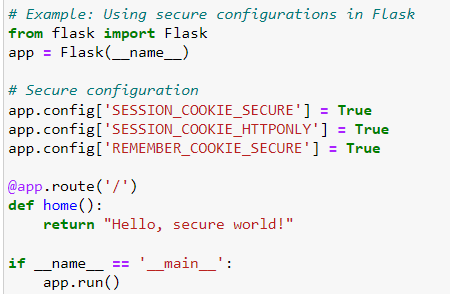 # Example: Using secure configurations in Flask
from flask import Flask
app = Flask(__name__)
# Secure configuration
app.config['SESSION_COOKIE_SECURE'] = True
app.config['SESSION_COOKIE_HTTPONLY'] = True
app.config['REMEMBER_COOKIE_SECURE'] = True
@app.route('/')
def home():
    return "Hello, secure world!"
if __name__ == '__main__':
    app.run()